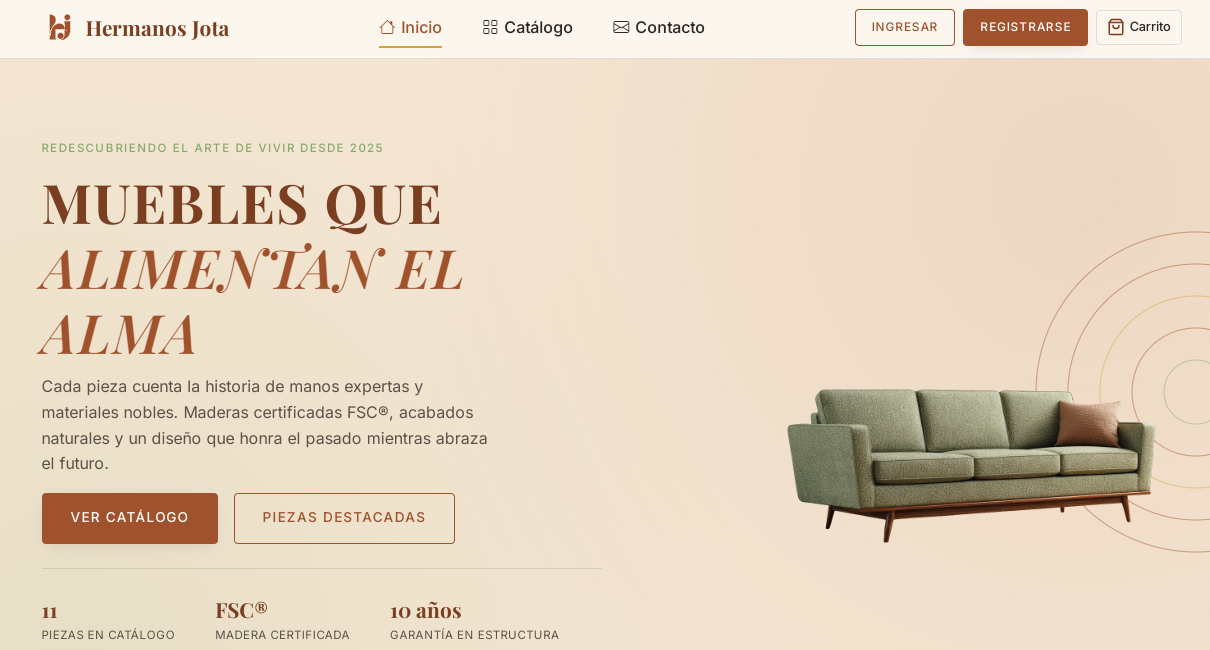 Hermanos Jota
Inicio
Catálogo
Contacto
INGRESAR
REGISTRARSE
Carrito
REDESCUBRIENDO EL ARTE DE VIVIR DESDE 2025
MUEBLES QUE
ALIMENTAN EL
ALMA
Cada pieza cuenta la historia de manos expertas y
materiales nobles. Maderas certificadas FSC®, acabados
naturales y un diseño que honra el pasado mientras abraza
el futuro.
VER CATÁLOGO
PIEZAS DESTACADAS
11
PIEZAS EN CATÁLOGO
FSC®
MADERA CERTIFICADA
10 años
GARANTÍA EN ESTRUCTURA